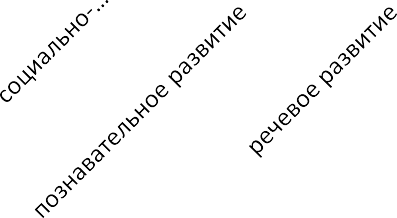 социально-...
познавательное развитие
речевое развитие